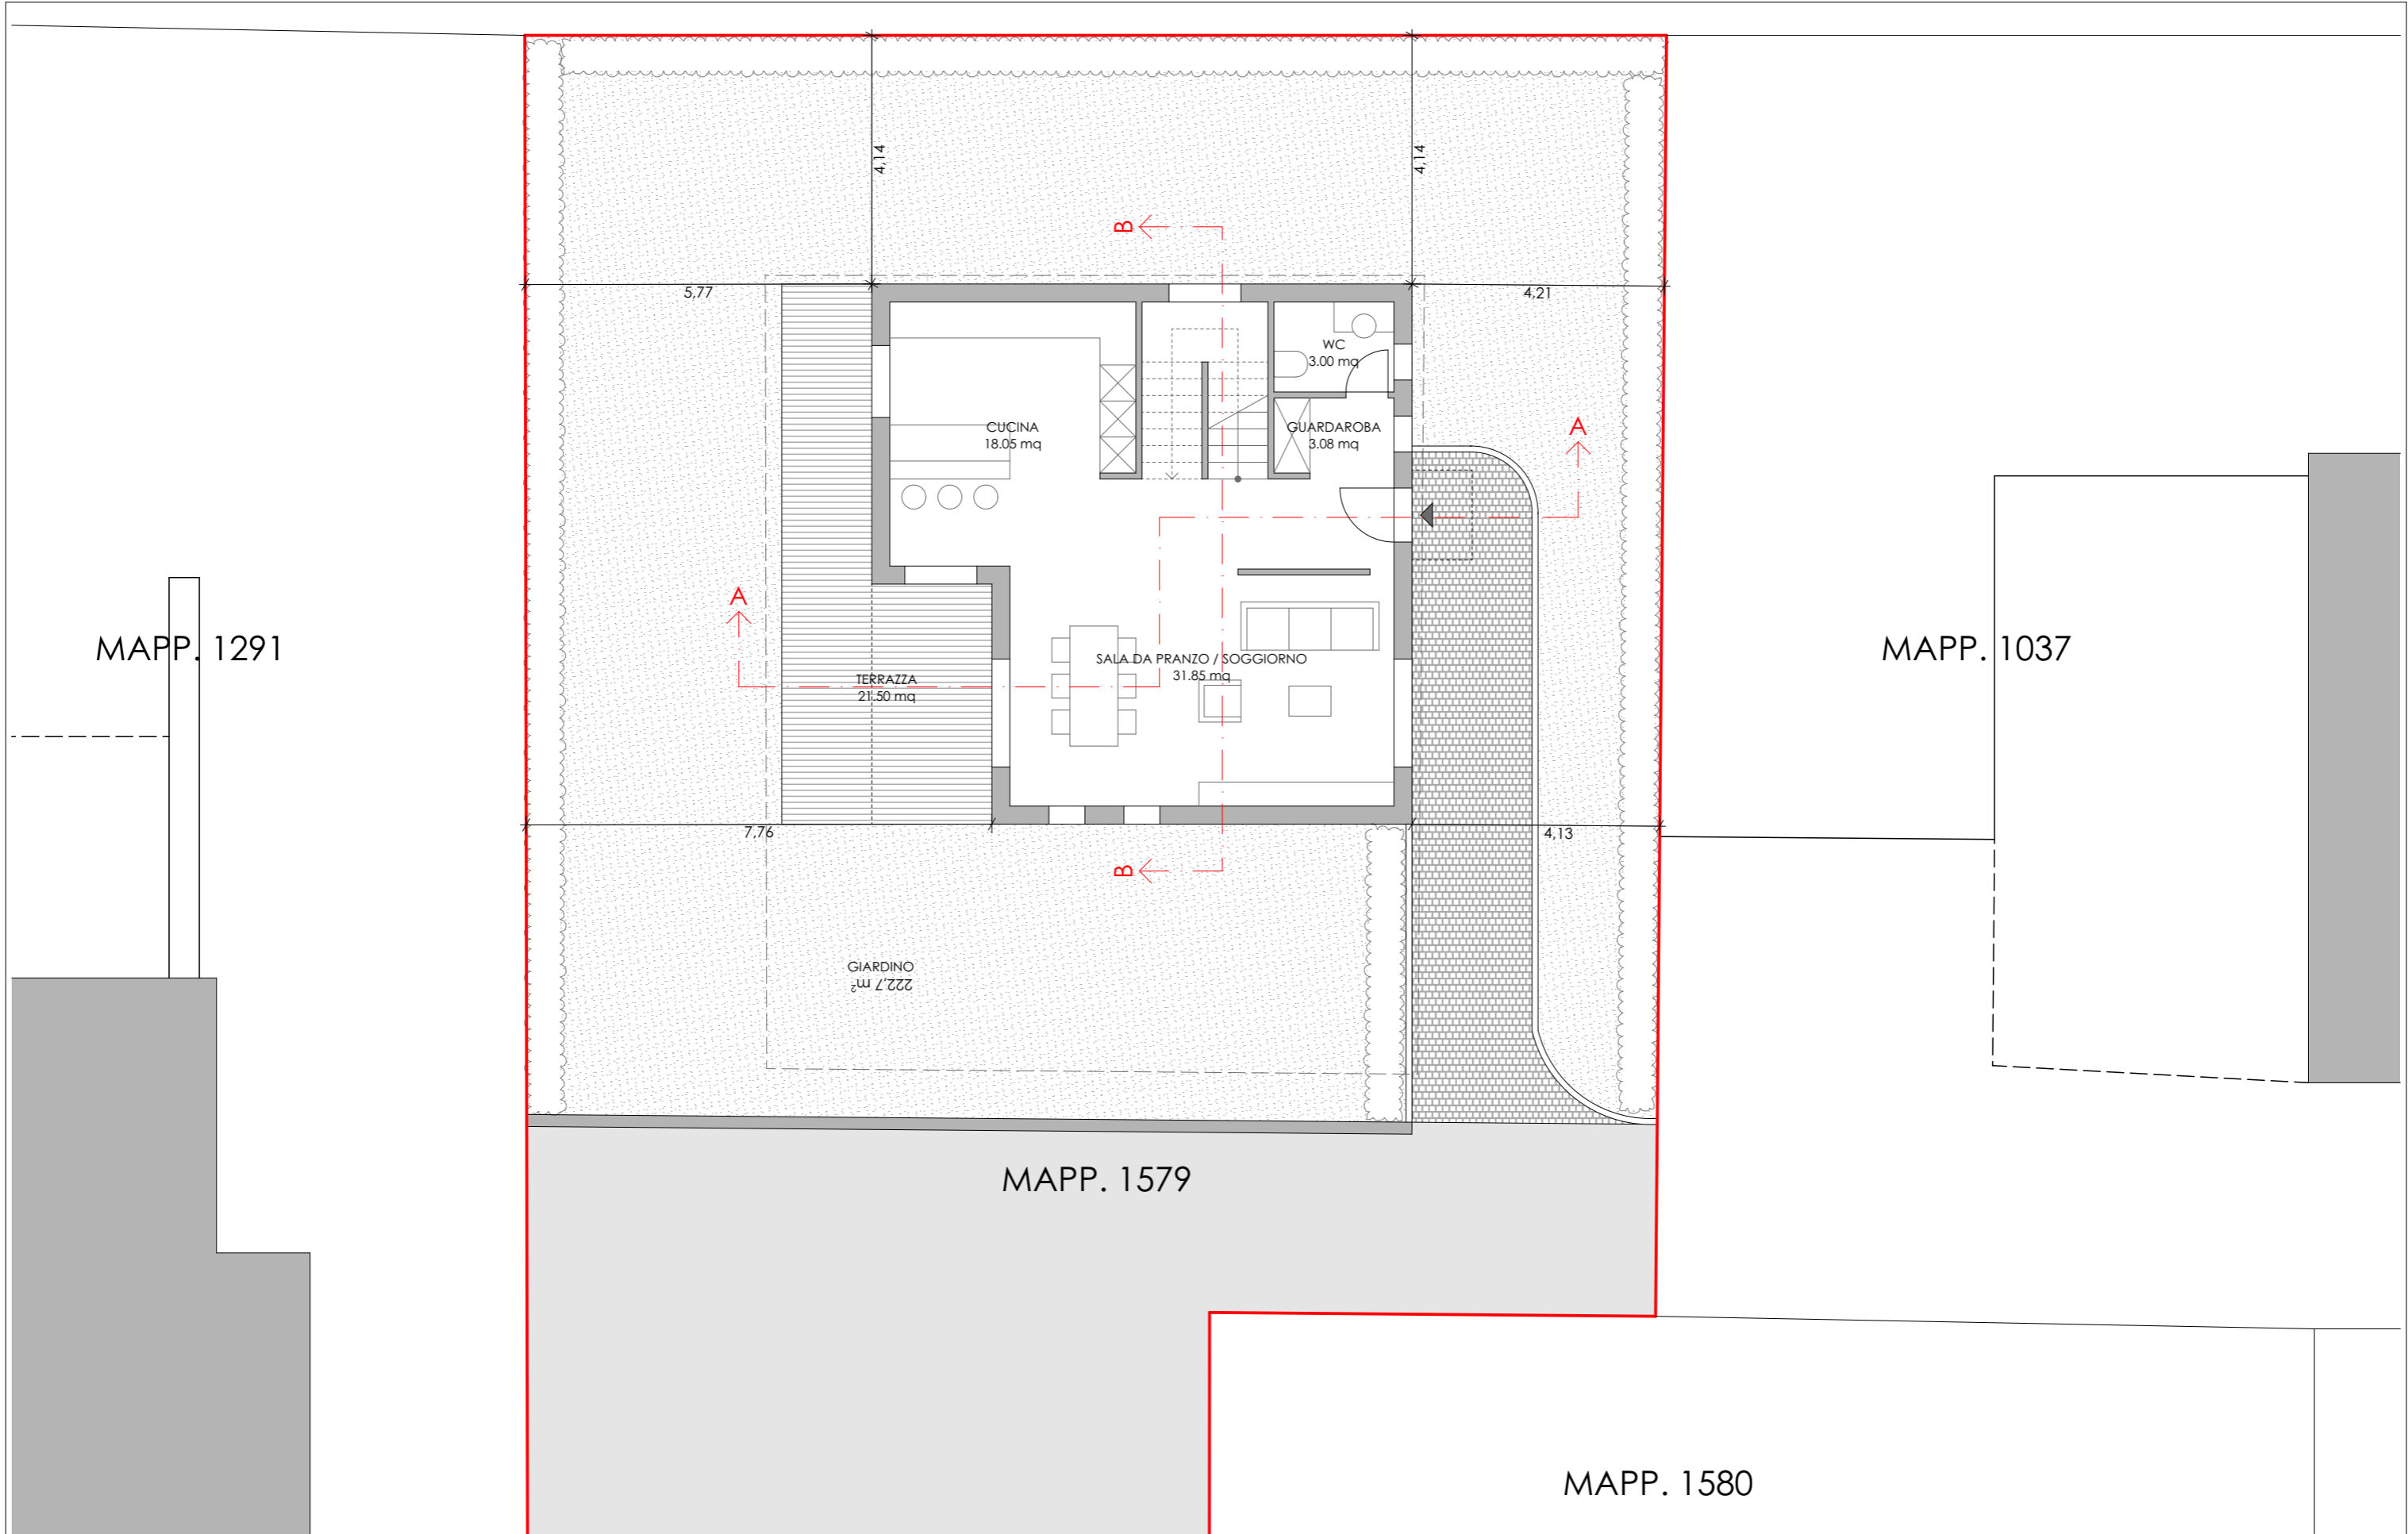 4,14
4,14
B
5,77
4,21
WC
3.00 mq
CUCINA
18.05 mq
GUARDAROBA
3.08 mq
A
A
MAPP. 1291
MAPP. 1037
SALA DA PRANZO / SOGGIORNO
31.85 mq
TERRAZZA
21.50 mq
7,76
4,13
B
GIARDINO
222,7 m²
MAPP. 1579
MAPP. 1580